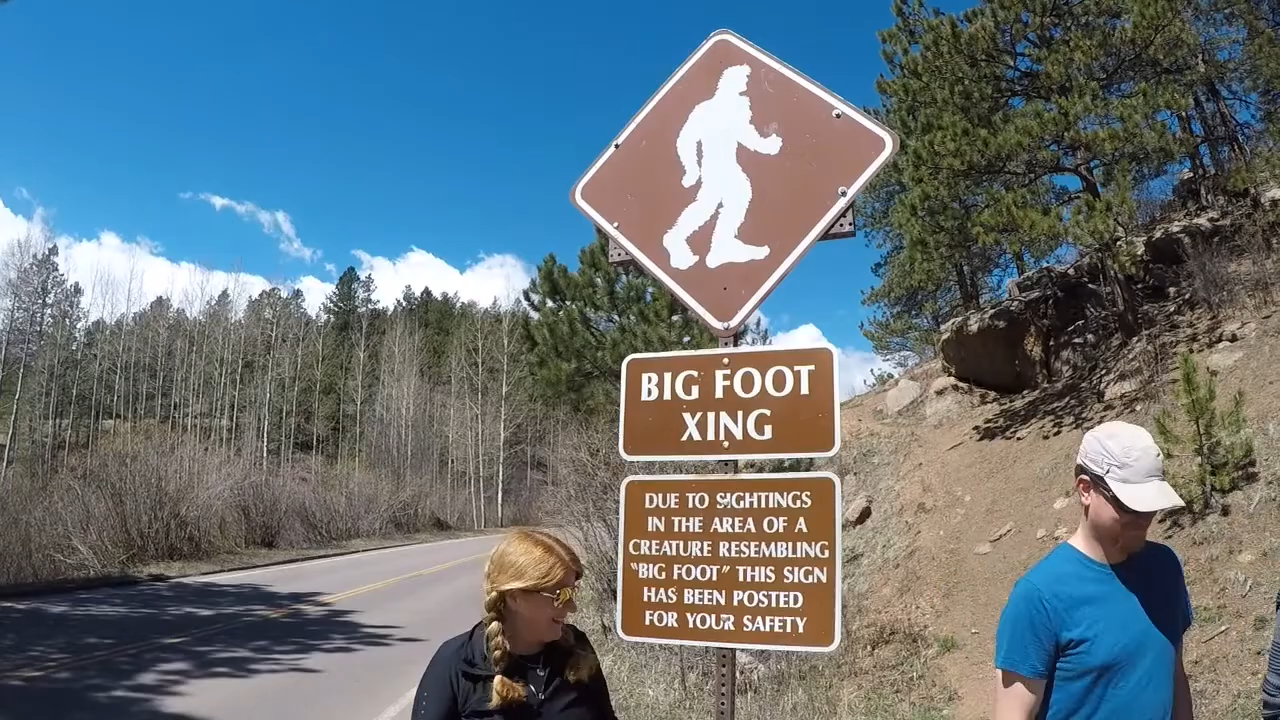 BIG FOOT
XING
DUE TO SIGHTINGS
IN THE AREA OF A
CREATURE RESEMBLING
"BIG FOOT" THIS SIGN
HAS BEEN POSTED
FOR YOUR SAFETY